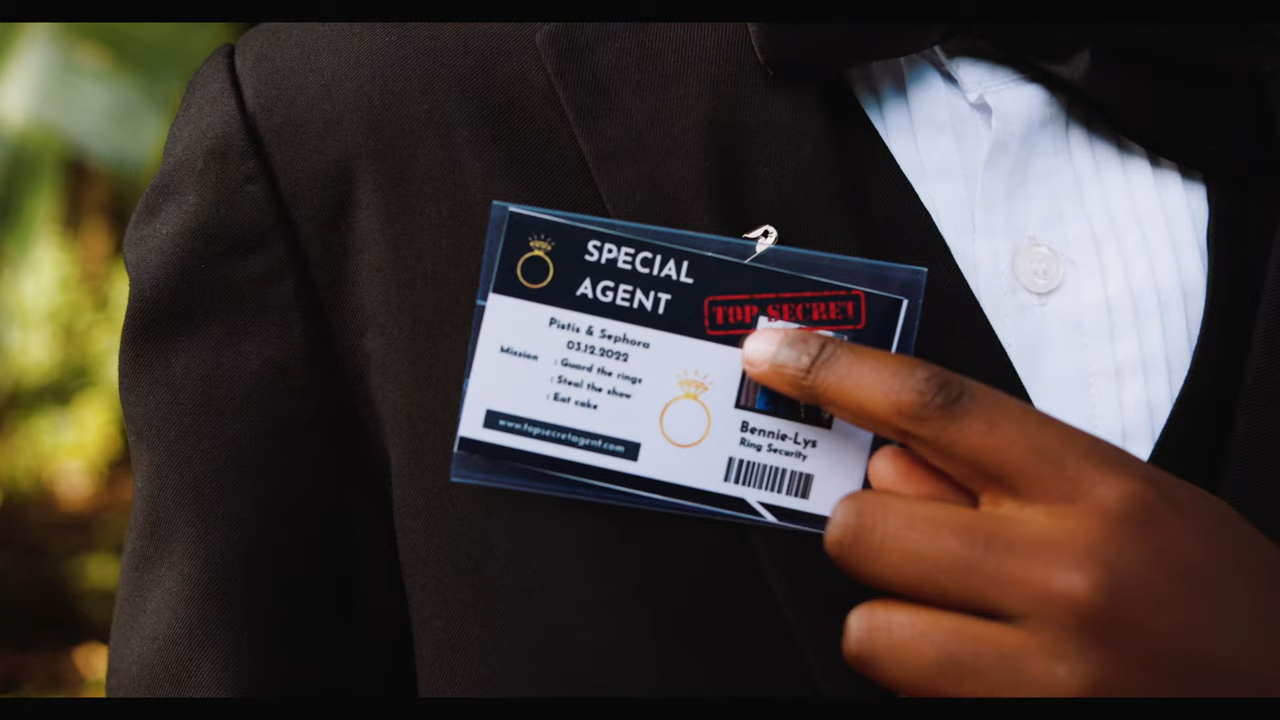 SPECIAL
AGENT
TOP SECRET
Pistis & Sephora
03.12.2022
Mission : Guard the rings
: Steal the show
: Eat cake
www.topsecretagent.com
Bennie-Lys
Ring Security